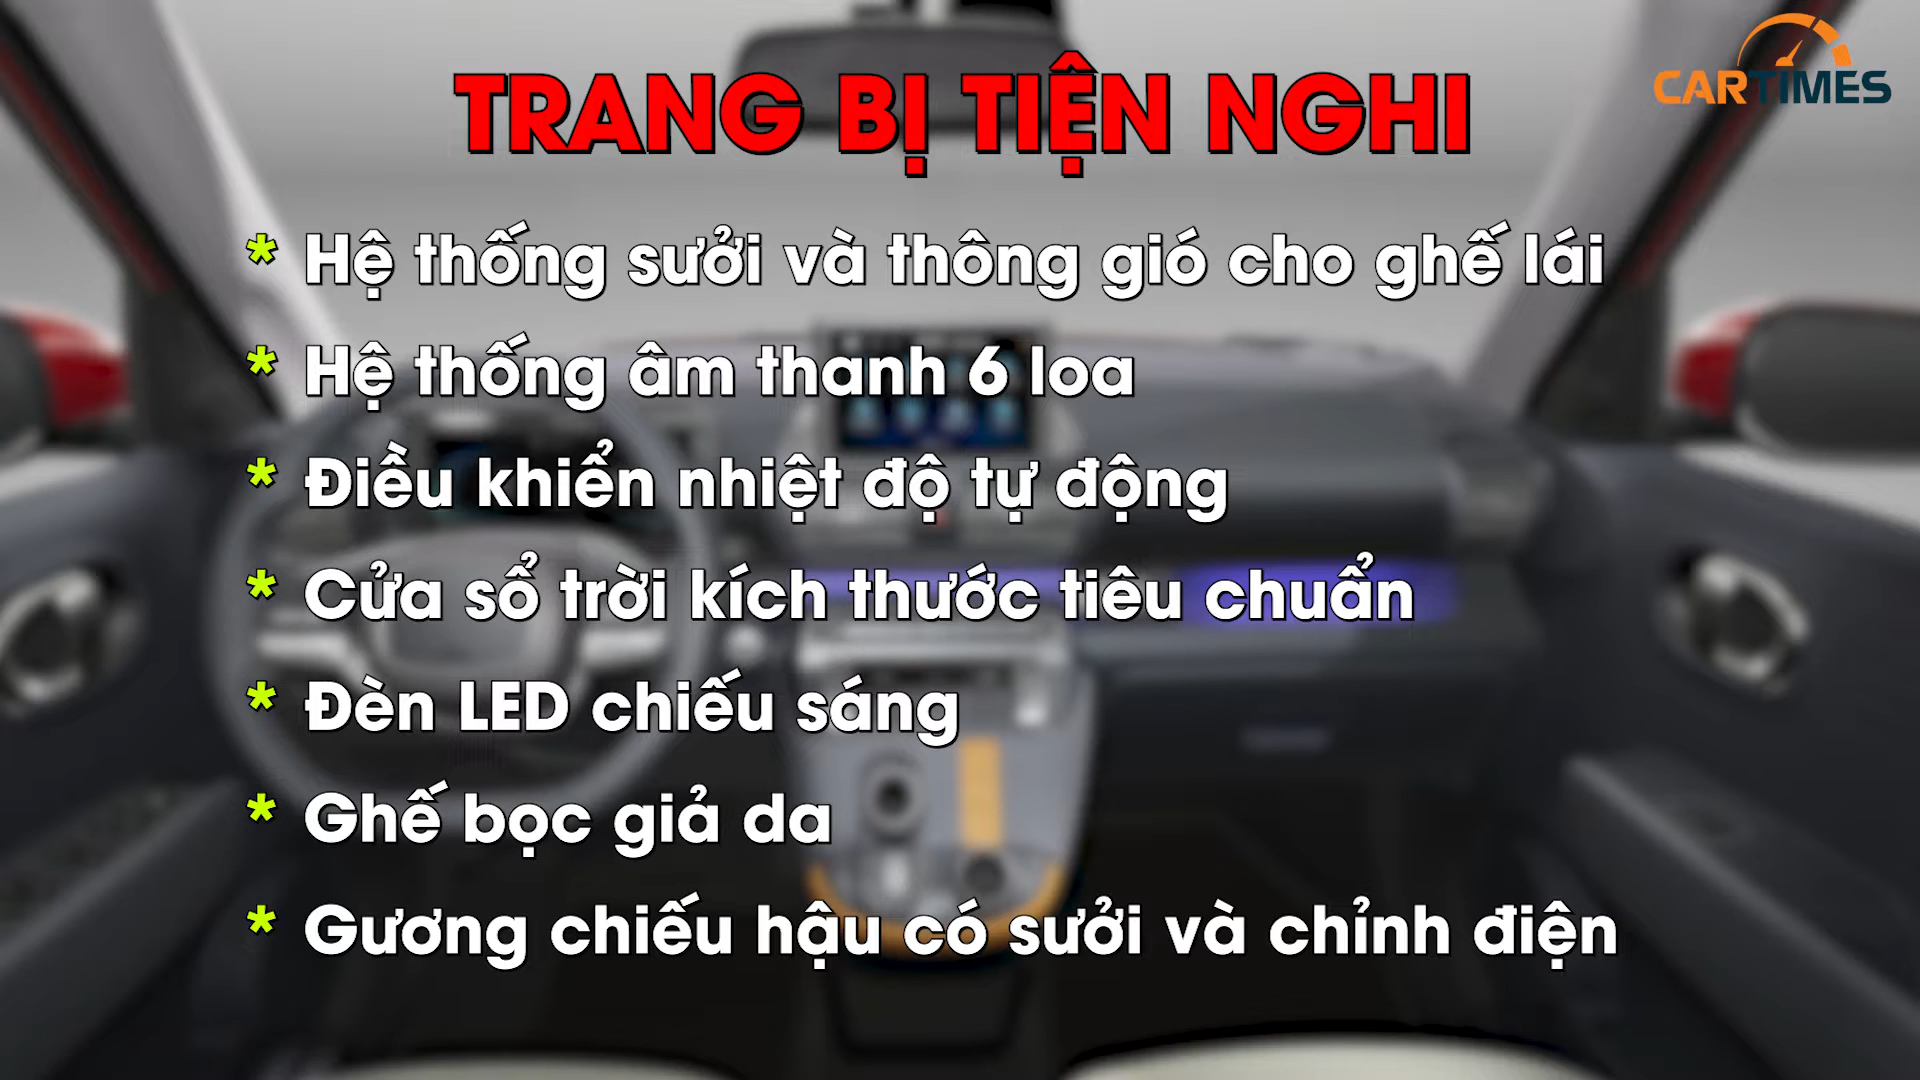 CARTIMES
TRANG BỊ TIỆN NGHI
* Hệ thống sưởi và thông gió cho ghế lái
* Hệ thống âm thanh 6 loa
* Điều khiển nhiệt độ tự động
* Cửa sổ trời kích thước tiêu chuẩn
* Đèn LED chiếu sáng
* Ghế bọc giả da
* Gương chiếu hậu có sưởi và chỉnh điện